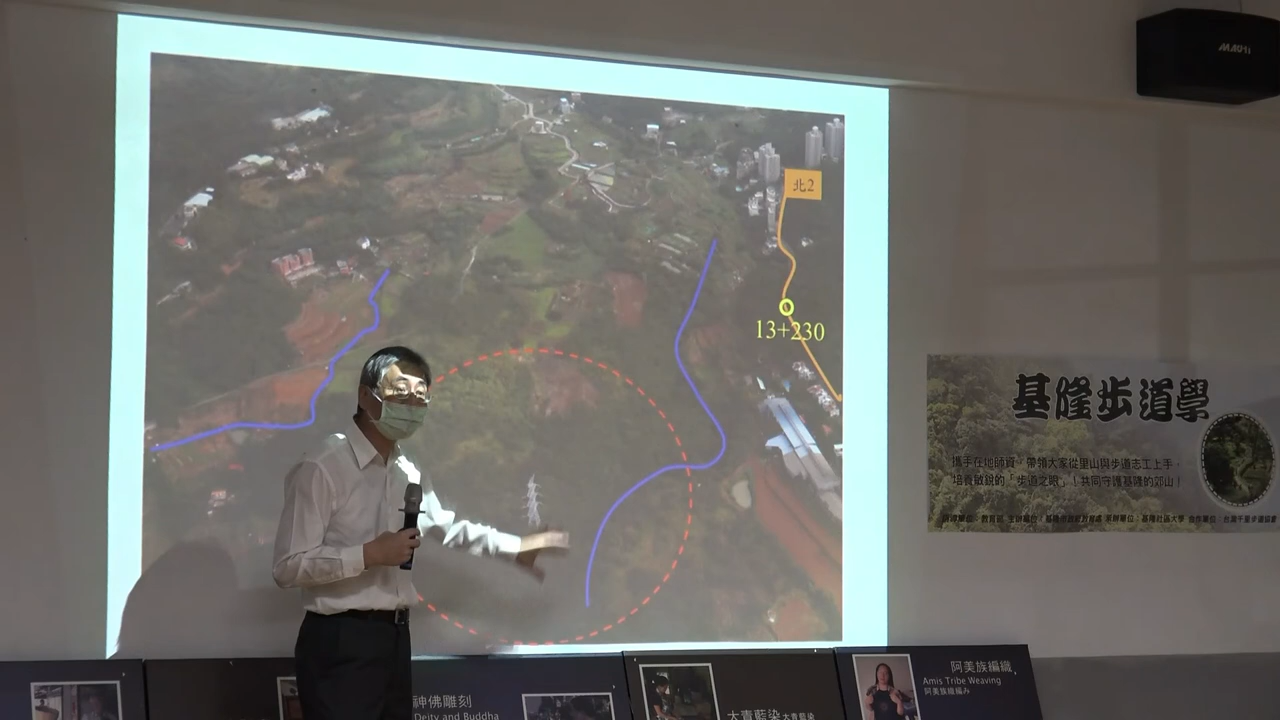 MAQTi
北2
13+230
基隆步道學
攜手在地師資，帶領大家從里山與步道志工上手，
培養敏銳的「步道之眼」！共同守護基隆的郊山！
神佛雕刻
Deity and Buddha
大菁藍染 大菁藍染
阿美族編織
Amis Tribe Weaving
阿美族織編み